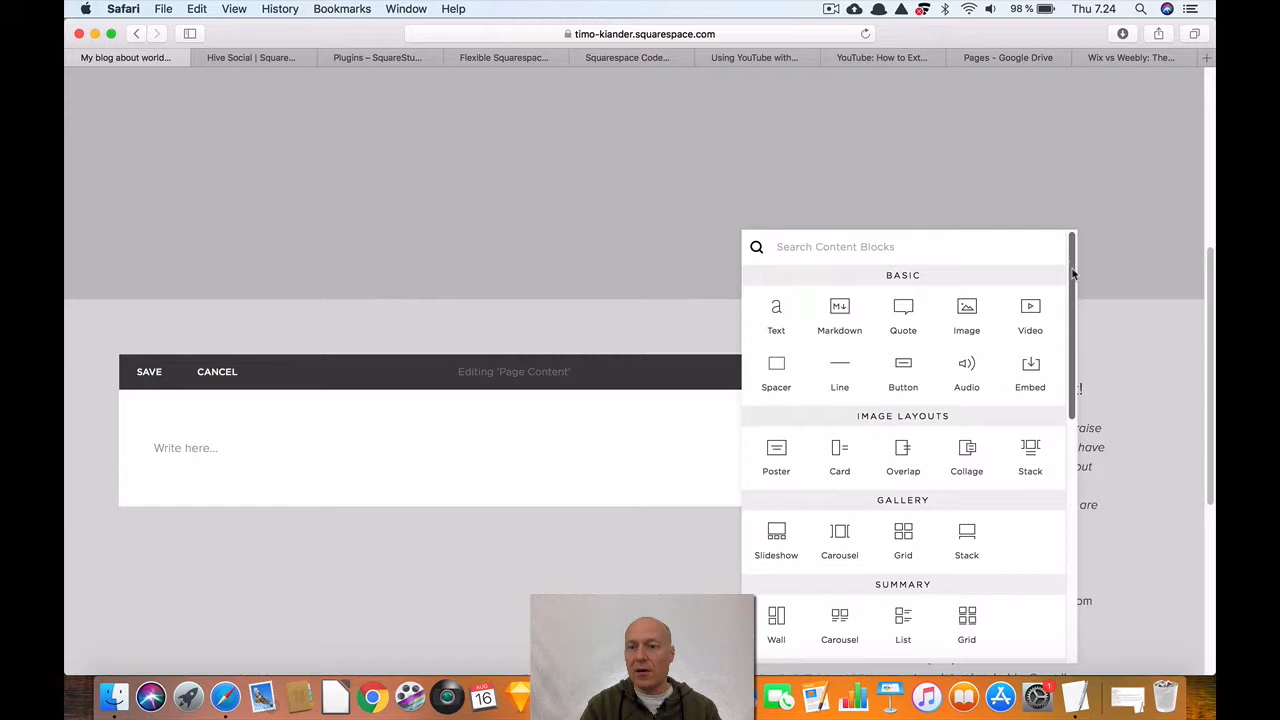 Safari File Edit View History Bookmarks Window Help 98 % Thu 7.24
timo-kiander.squarespace.com
My blog about world... Hive Social | Square... Plugins – SquareStu... Flexible Squarespac... Squarespace Code... Using YouTube with... YouTube: How to Ext... Pages - Google Drive Wix vs Weebly: The...
Search Content Blocks
BASIC
Text Markdown Quote Image Video
Spacer Line Button Audio Embed
SAVE CANCEL Editing 'Page Content'
Write here...
IMAGE LAYOUTS
Poster Card Overlap Collage Stack
GALLERY
Slideshow Carousel Grid Stack
SUMMARY
Wall Carousel List Grid
!
raise
have
out
are
om
AUG
16